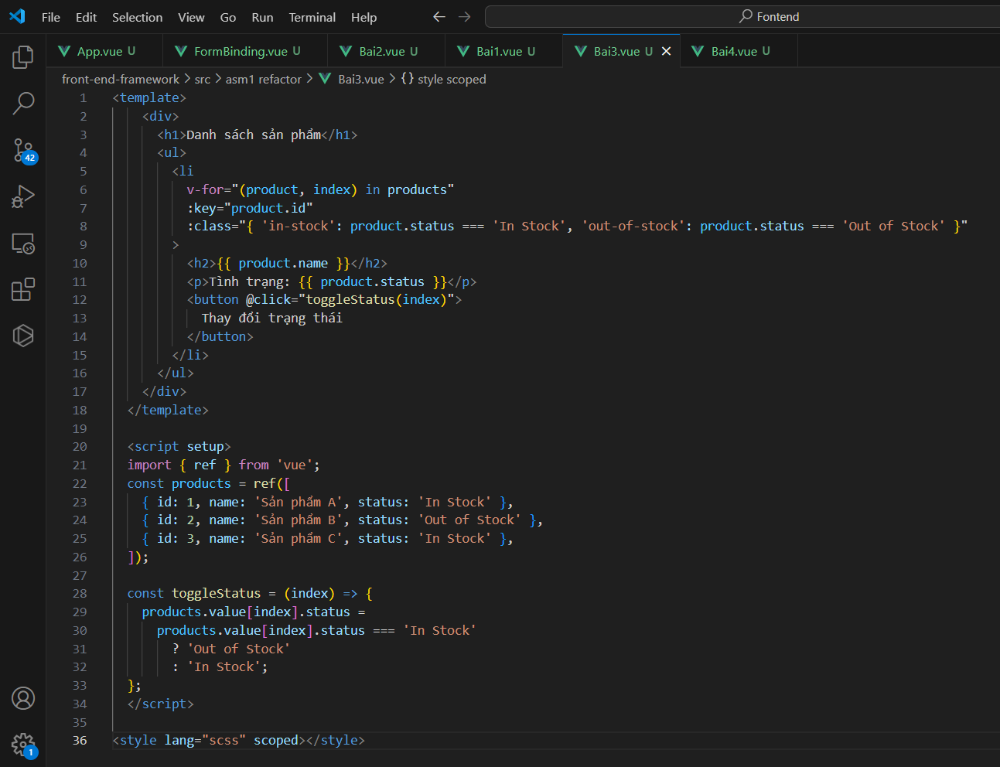 File Edit Selection View Go Run Terminal Help Fontend
App.vue U FormBinding.vue U Bai2.vue U Bai1.vue U Bai3.vue U Bai4.vue U
front-end-framework > src > asm1 refactor > Bai3.vue > {} style scoped
1 <template>
2 <div>
3 <h1>Danh sách sản phẩm</h1>
4 <ul>
5 <li
6 v-for="(product, index) in products"
7 :key="product.id"
8 :class="{ 'in-stock': product.status === 'In Stock', 'out-of-stock': product.status === 'Out of Stock' }"
9 >
10 <h2>{{ product.name }}</h2>
11 <p>Tình trạng: {{ product.status }}</p>
12 <button @click="toggleStatus(index)">
13 Thay đổi trạng thái
14 </button>
15 </li>
16 </ul>
17 </div>
18 </template>
19
20 <script setup>
21 import { ref } from 'vue';
22 const products = ref([
23 { id: 1, name: 'Sản phẩm A', status: 'In Stock' },
24 { id: 2, name: 'Sản phẩm B', status: 'Out of Stock' },
25 { id: 3, name: 'Sản phẩm C', status: 'In Stock' },
26 ]);
27
28 const toggleStatus = (index) => {
29 products.value[index].status =
30 products.value[index].status === 'In Stock'
31 ? 'Out of Stock'
32 : 'In Stock';
33 };
34 </script>
35
36 <style lang="scss" scoped></style>
42
1